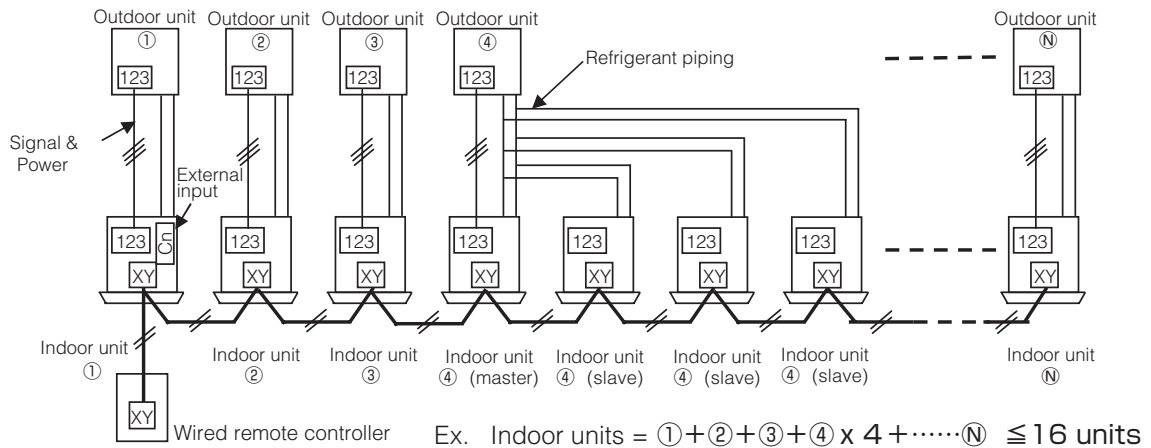 Outdoor unit Outdoor unit Outdoor unit Outdoor unit Outdoor unit
① ② ③ ④ Ⓝ
123 123 123 123 123
Refrigerant piping
Signal &
Power
External
input
123 Cn 123 123 123 123 123 123 123
XY XY XY XY XY XY XY XY
Indoor unit Indoor unit Indoor unit Indoor unit Indoor unit Indoor unit Indoor unit Indoor unit
① ② ③ ④ (master) ④ (slave) ④ (slave) ④ (slave) Ⓝ
XY
Wired remote controller
Ex. Indoor units = ①+②+③+④ x 4+⋯⋯Ⓝ ≦16 units